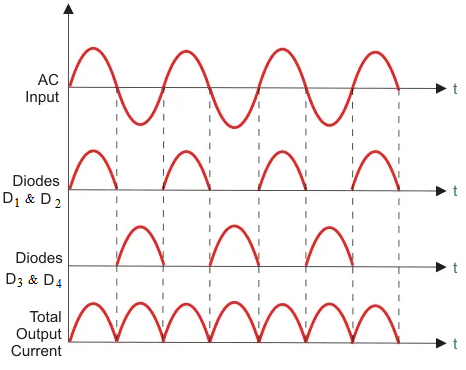 AC
Input
t
Diodes
D1 & D2
t
Diodes
D3 & D4
t
Total
Output
Current
t